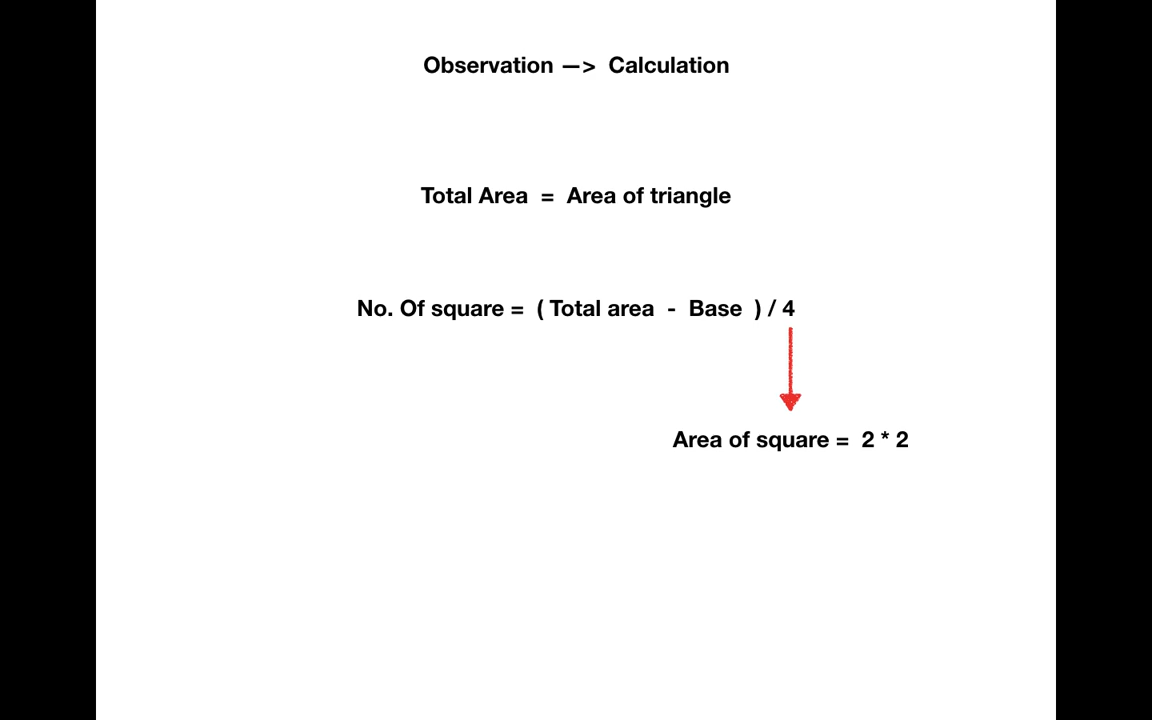 Observation —> Calculation
Total Area = Area of triangle
No. Of square = ( Total area - Base ) / 4
Area of square = 2 * 2